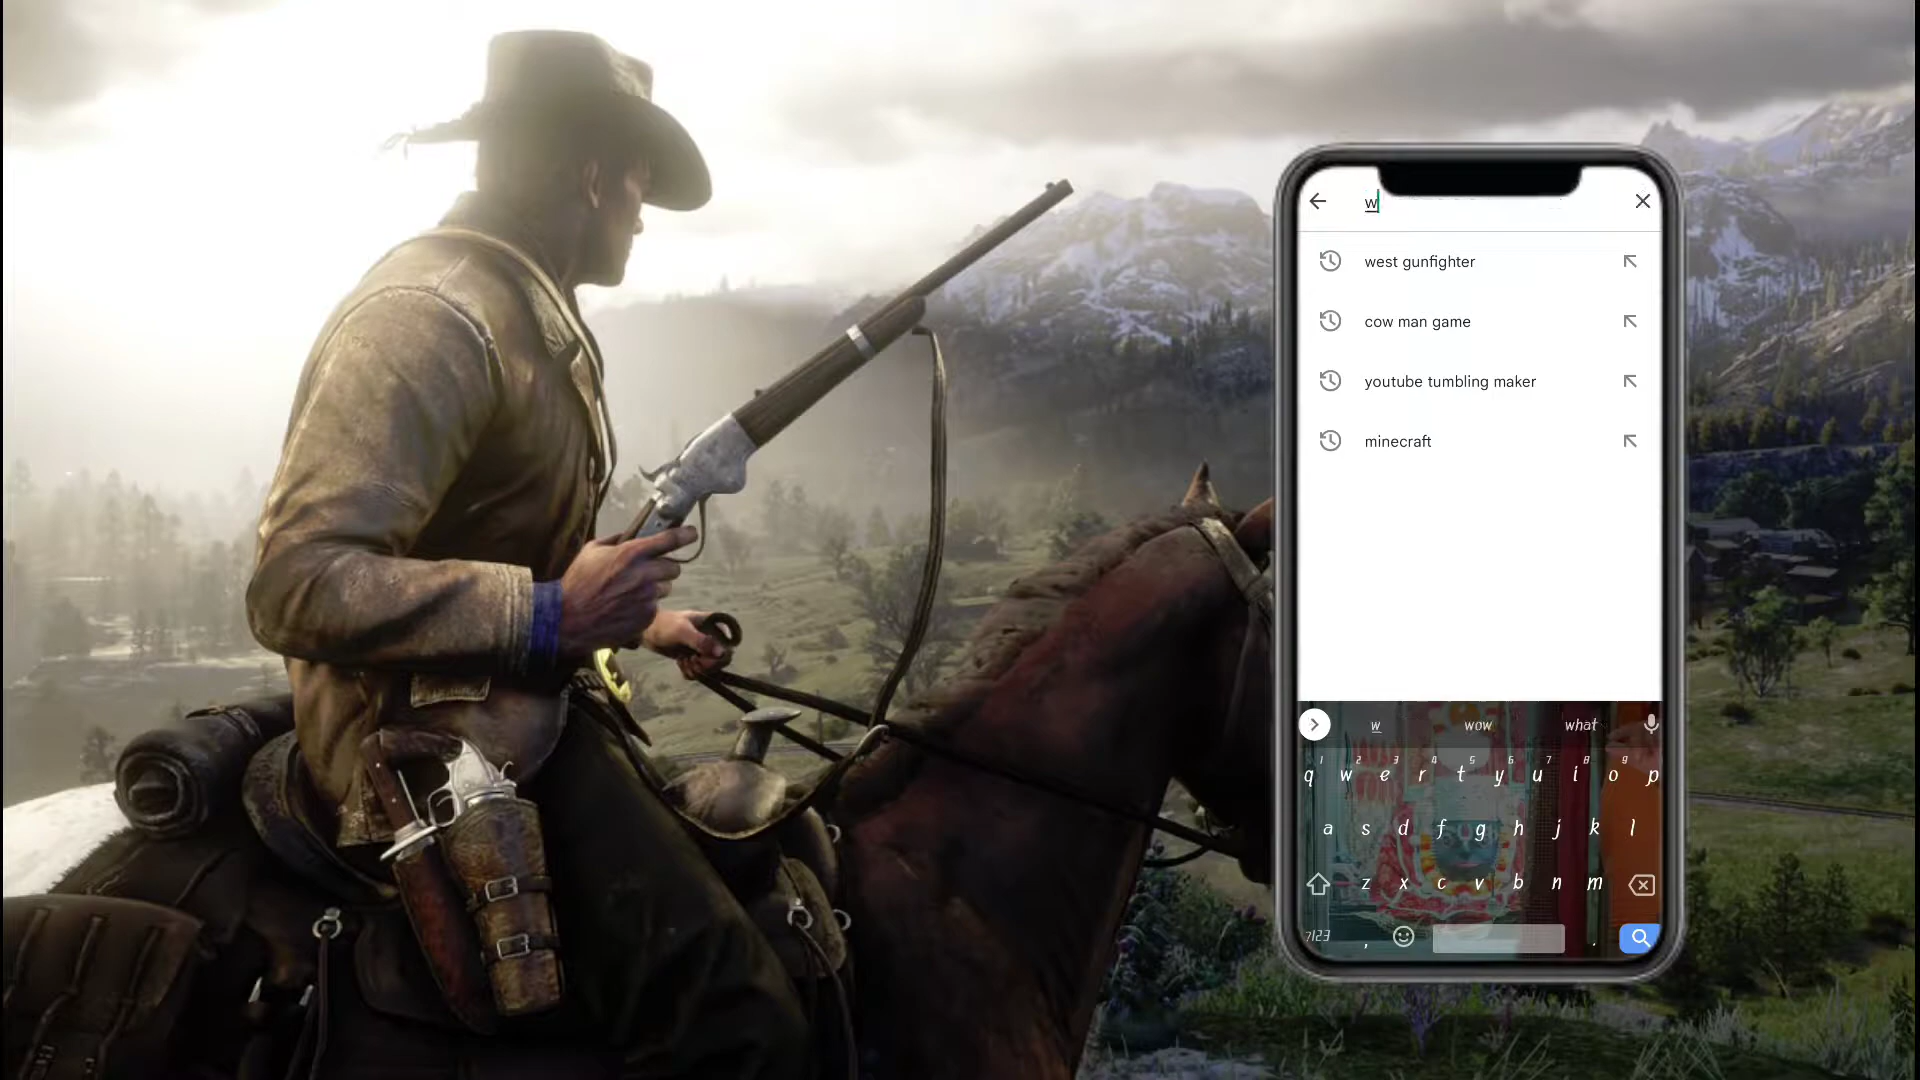 w
west gunfighter
cow man game
youtube tumbling maker
minecraft
w wow what
1 2 3 4 5 6 7 8 9
q w e r t y u i o p
a s d f g h j k l
z x c v b n m
?123 , .